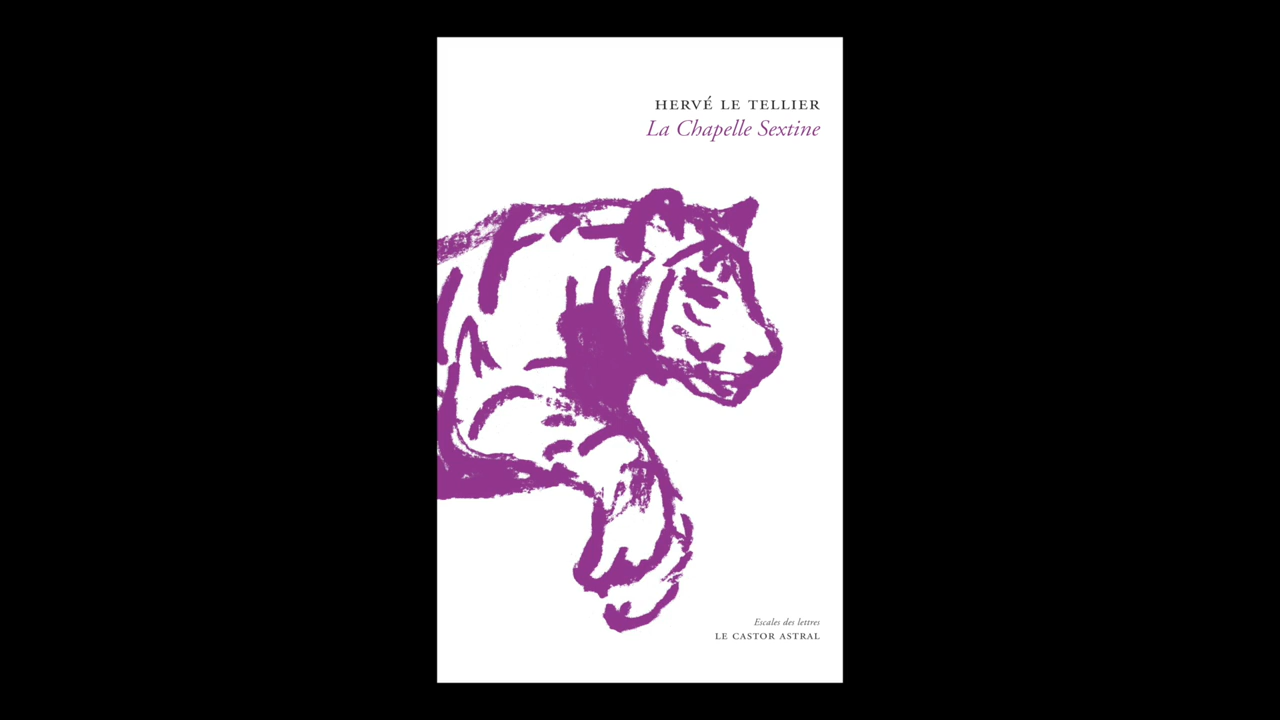 HERVÉ LE TELLIER
La Chapelle Sextine
Escales des lettres
LE CASTOR ASTRAL